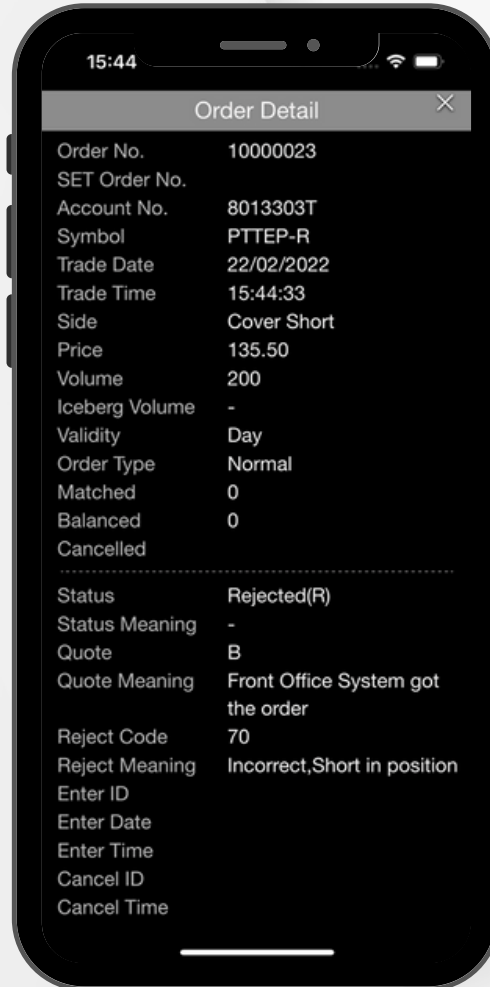 15:44
Order Detail
Order No. 10000023
SET Order No.
Account No. 8013303T
Symbol PTTEP-R
Trade Date 22/02/2022
Trade Time 15:44:33
Side Cover Short
Price 135.50
Volume 200
Iceberg Volume -
Validity Day
Order Type Normal
Matched 0
Balanced 0
Cancelled
Status Rejected(R)
Status Meaning -
Quote B
Quote Meaning Front Office System got
the order
Reject Code 70
Reject Meaning Incorrect,Short in position
Enter ID
Enter Date
Enter Time
Cancel ID
Cancel Time